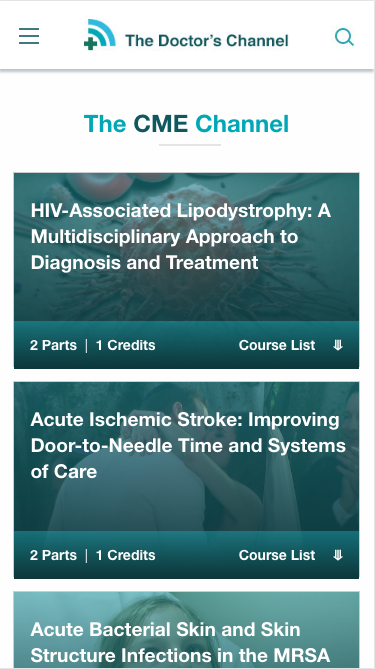 The Doctor's Channel
The CME Channel
HIV-Associated Lipodystrophy: A
Multidisciplinary Approach to
Diagnosis and Treatment
2 Parts | 1 Credits Course List ⤋
Acute Ischemic Stroke: Improving
Door-to-Needle Time and Systems
of Care
2 Parts | 1 Credits Course List ⤋
Acute Bacterial Skin and Skin
Structure Infections in the MRSA